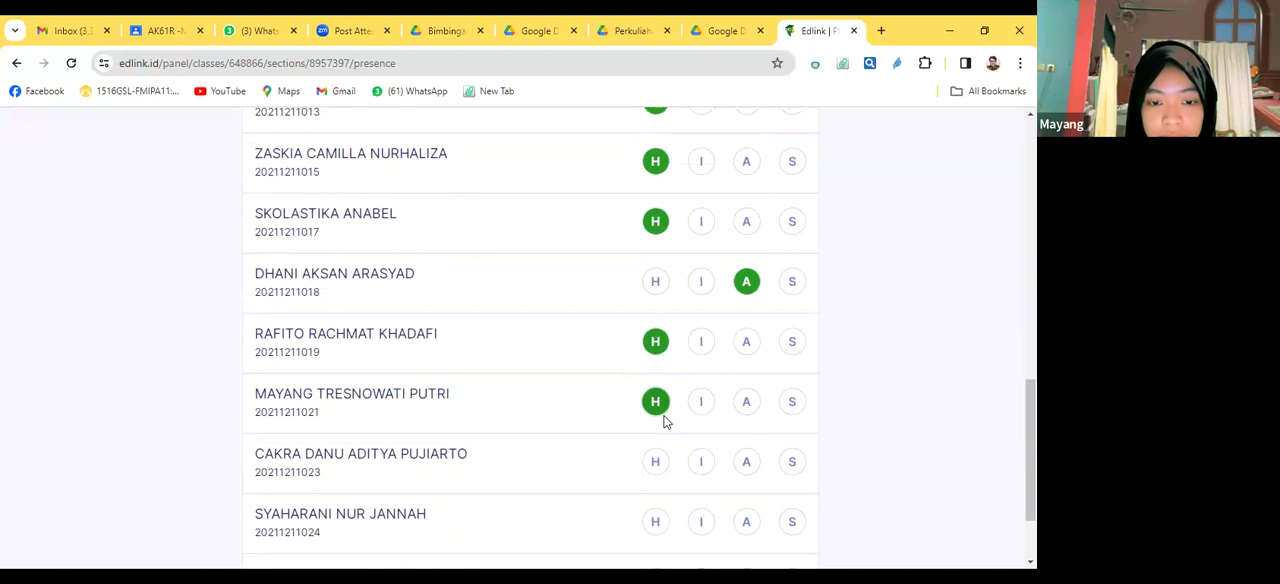 Inbox (3,
AK61R -
(3) Whats
Post Atte
Bimbing
Google D
Perkuliah
Google D
Edlink | P
edlink.id/panel/classes/648866/sections/8957397/presence
Facebook
1516GSL-FMIPA11:...
YouTube
Maps
Gmail
(61) WhatsApp
New Tab
All Bookmarks
Mayang
20211211013
ZASKIA CAMILLA NURHALIZA
H I A S
20211211015
SKOLASTIKA ANABEL
H I A S
20211211017
DHANI AKSAN ARASYAD
H I A S
20211211018
RAFITO RACHMAT KHADAFI
H I A S
20211211019
MAYANG TRESNOWATI PUTRI
H I A S
20211211021
CAKRA DANU ADITYA PUJIARTO
H I A S
20211211023
SYAHARANI NUR JANNAH
H I A S
20211211024